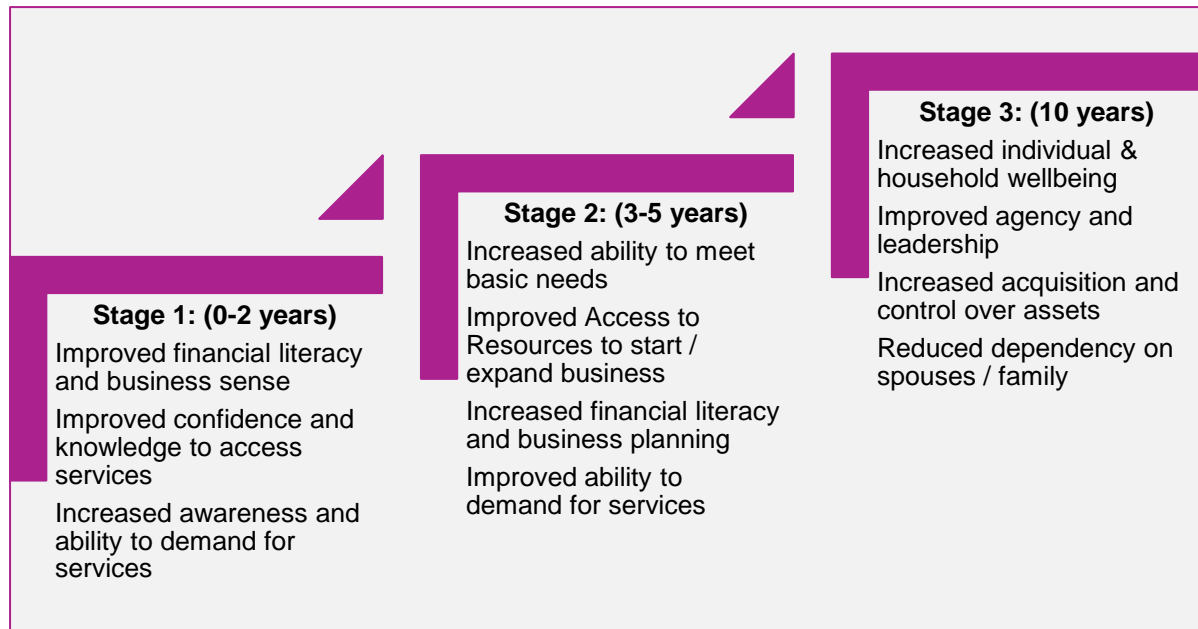 Stage 1: (0-2 years)
Improved financial literacy
and business sense
Improved confidence and
knowledge to access
services
Increased awareness and
ability to demand for
services
Stage 2: (3-5 years)
Increased ability to meet
basic needs
Improved Access to
Resources to start /
expand business
Increased financial literacy
and business planning
Improved ability to
demand for services
Stage 3: (10 years)
Increased individual &
household wellbeing
Improved agency and
leadership
Increased acquisition and
control over assets
Reduced dependency on
spouses / family